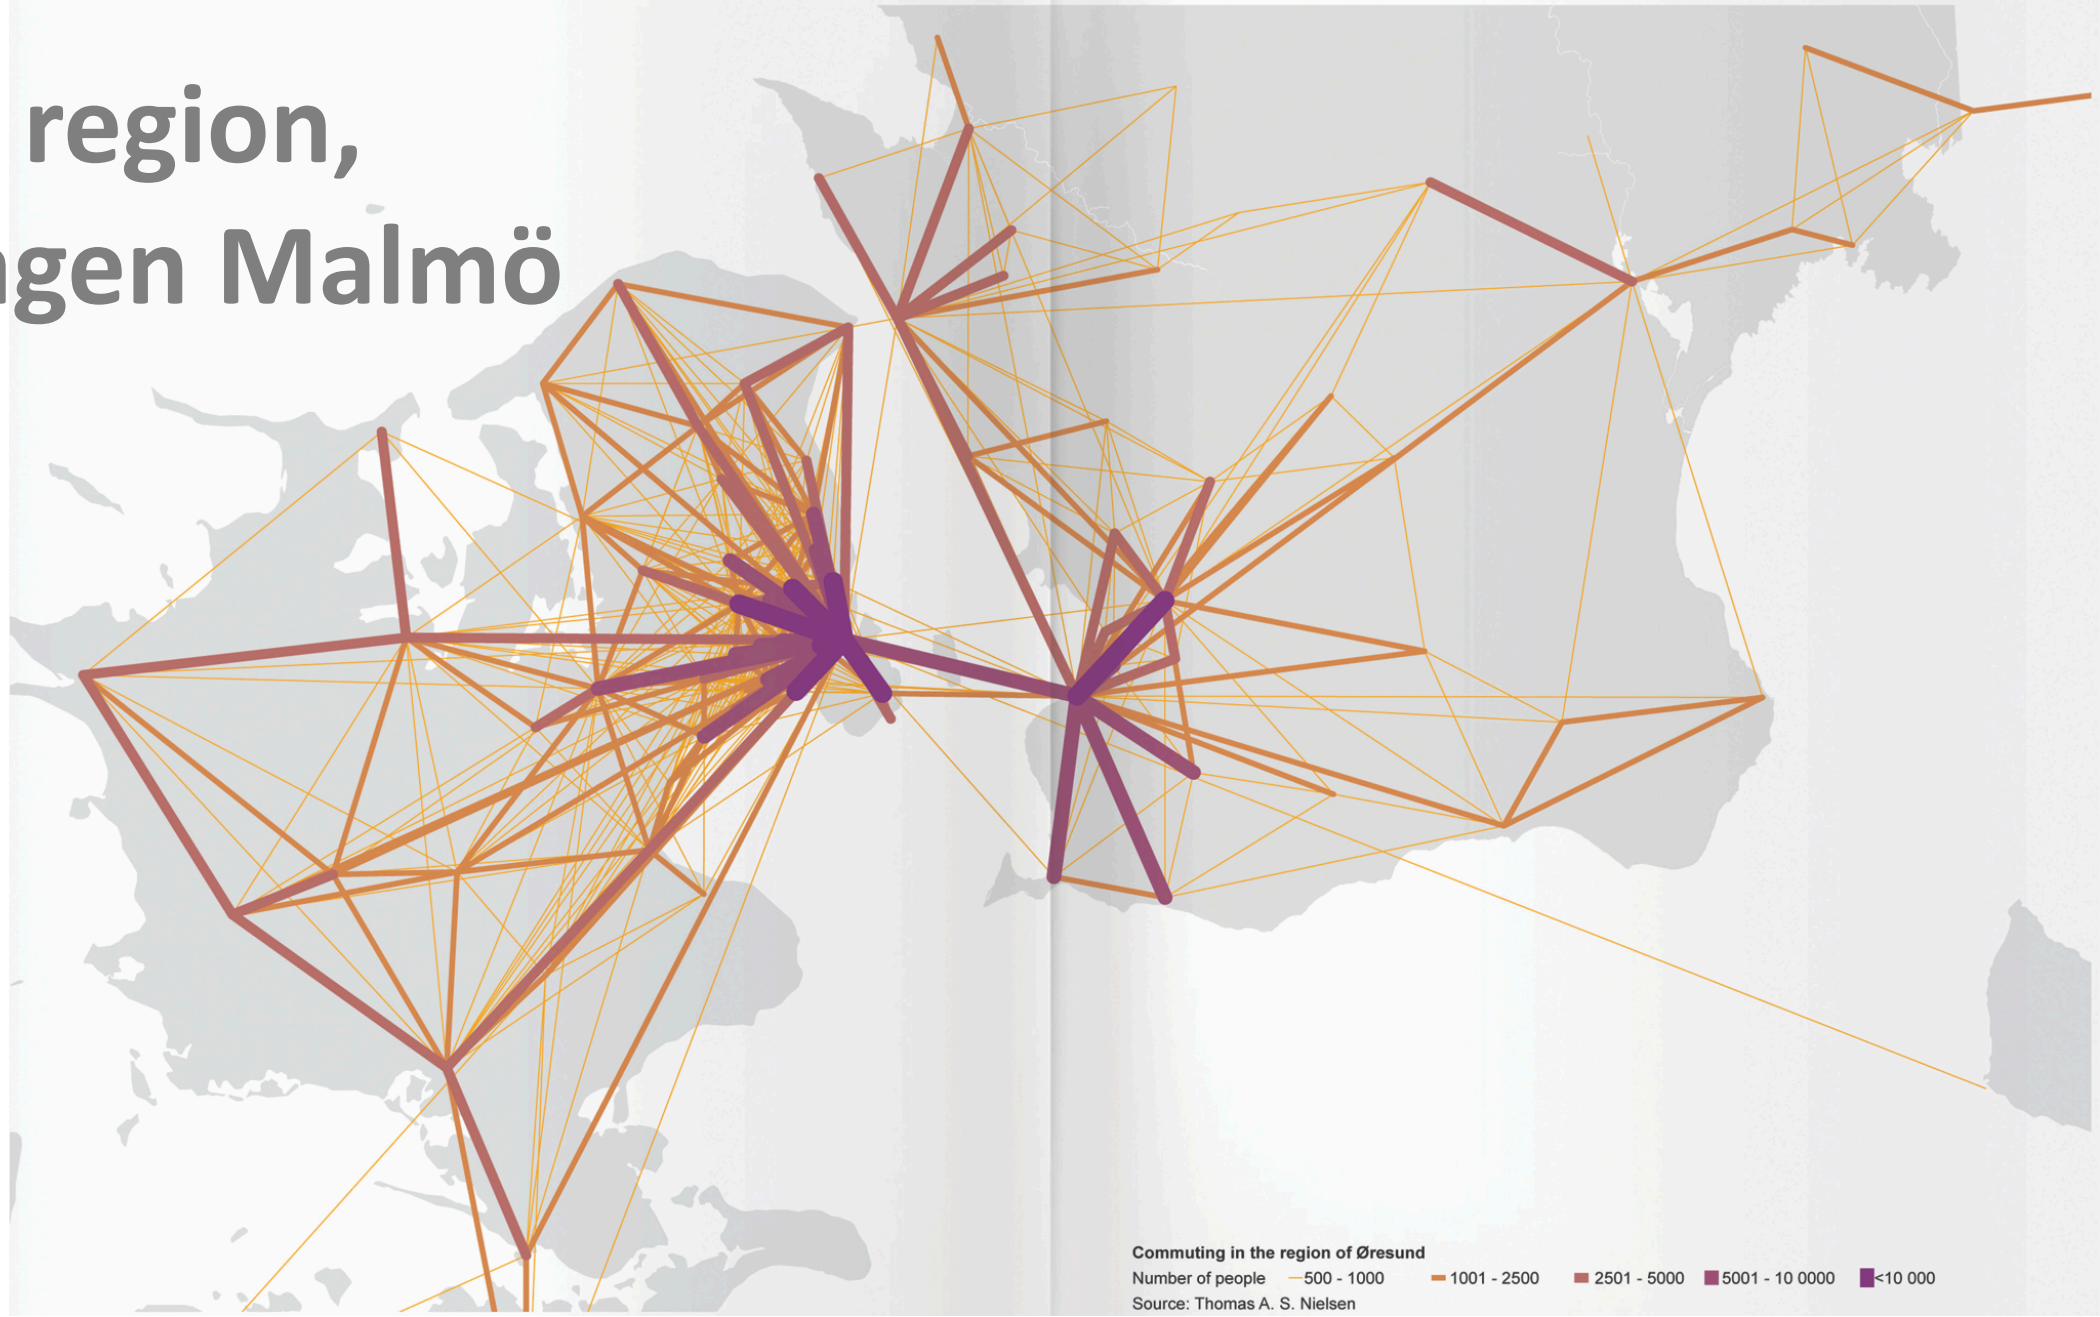 region,
gen Malmö
Commuting in the region of Øresund
Number of people 500 - 1000 1001 - 2500 2501 - 5000 5001 - 10 0000 <10 000
Source: Thomas A. S. Nielsen